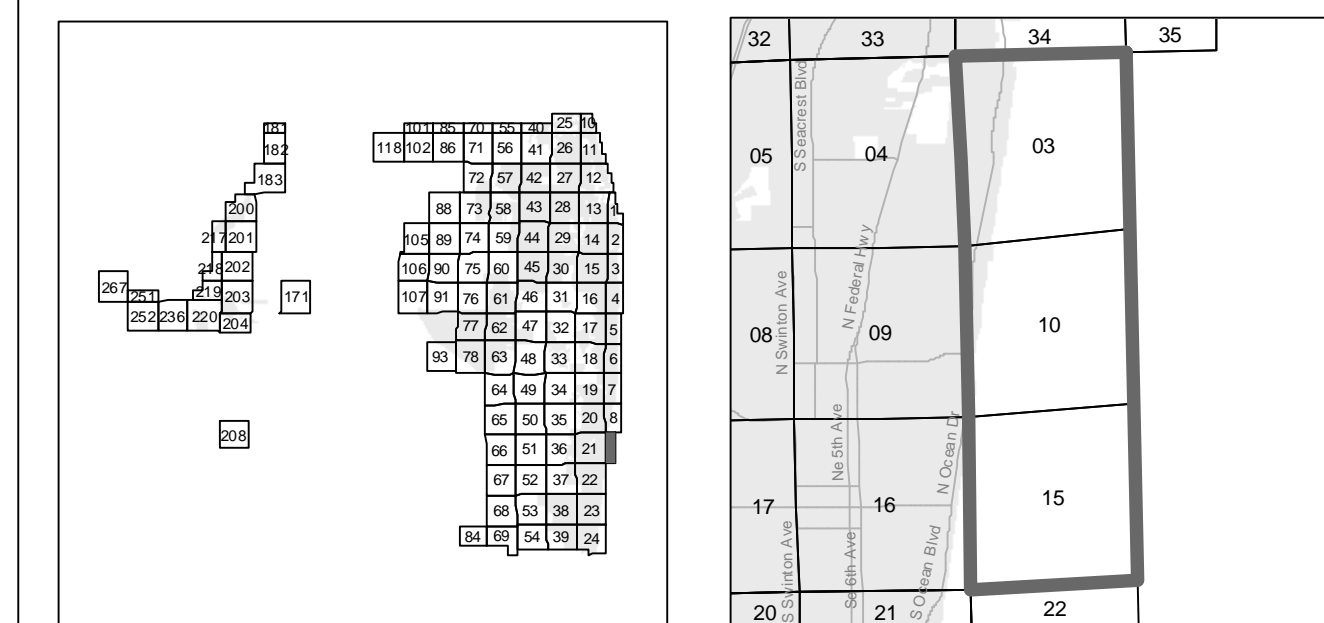 181 101 85 70 55 40 25 10
182 118 102 86 71 56 41 26 11
183 72 57 42 27 12
200 88 73 58 43 28 13 1
217 201 105 89 74 59 44 29 14 2
218 202 106 90 75 60 45 30 15 3
267 251 219 203 171 107 91 76 61 46 31 16 4
252 236 220 204 77 62 47 32 17 5
93 78 63 48 33 18 6
64 49 34 19 7
65 50 35 20 8
208 66 51 36 21
67 52 37 22
68 53 38 23
84 69 54 39 24
32 33 34 35
S Seacrest Blvd
05 04 03
N Federal Hwy
N Swinton Ave
08 09 10
Ne 5th Ave
N Ocean Dr
17 16 15
S Swinton Ave
Se 6th Ave
S Ocean Blvd
20 21 22